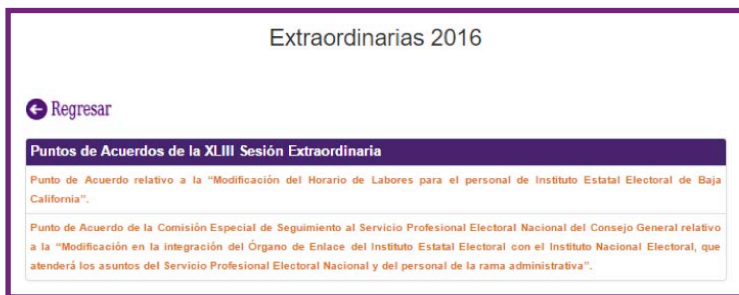 Extraordinarias 2016
Regresar
Puntos de Acuerdos de la XLIII Sesión Extraordinaria
Punto de Acuerdo relativo a la “Modificación del Horario de Labores para el personal de Instituto Estatal Electoral de Baja
California”.
Punto de Acuerdo de la Comisión Especial de Seguimiento al Servicio Profesional Electoral Nacional del Consejo General relativo
a la “Modificación en la integración del Órgano de Enlace del Instituto Estatal Electoral con el Instituto Nacional Electoral, que
atenderá los asuntos del Servicio Profesional Electoral Nacional y del personal de la rama administrativa”.